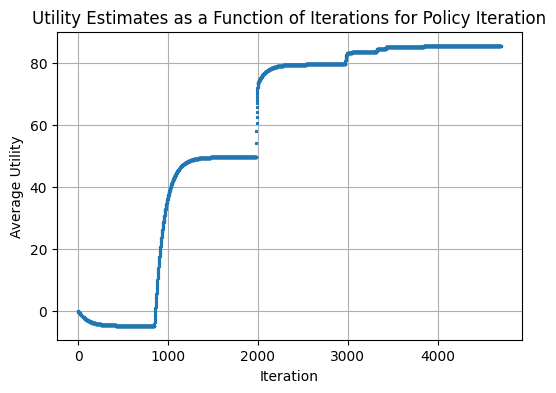 Utility Estimates as a Function of Iterations for Policy Iteration
80
60
40
20
0
Average Utility
0 1000 2000 3000 4000
Iteration